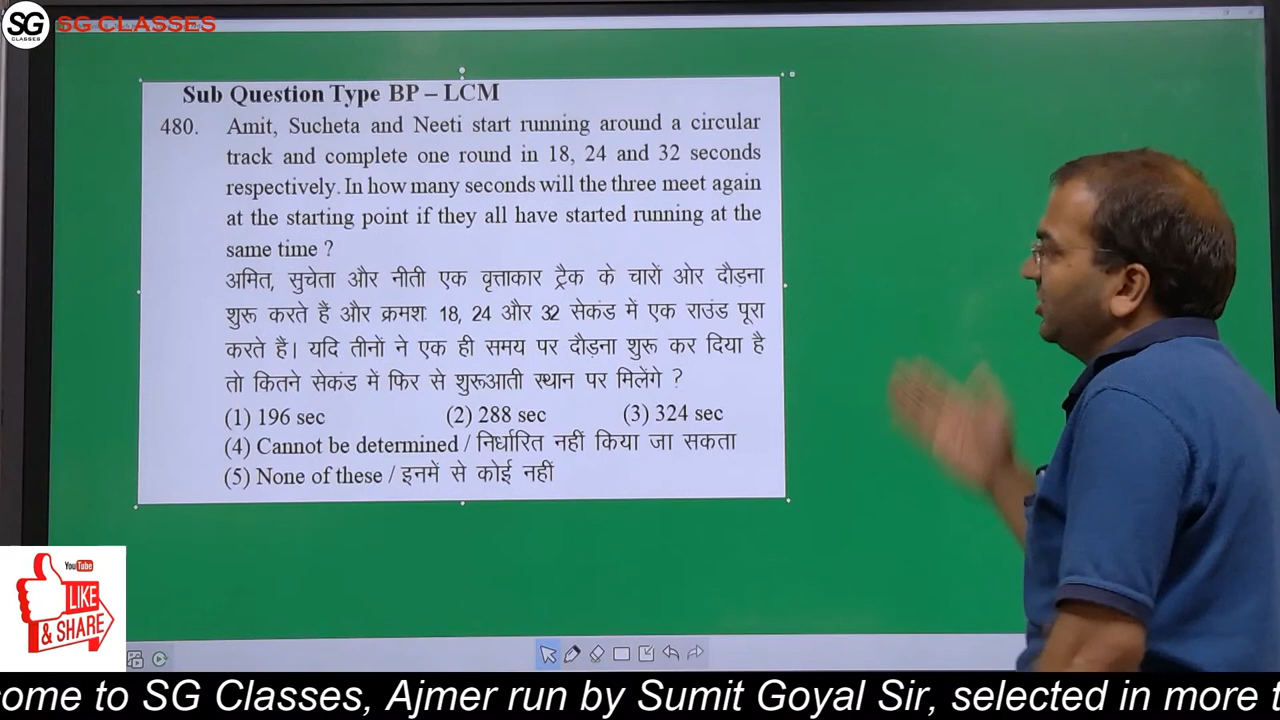 SG CLASSES
SG
CLASSES
Sub Question Type BP – LCM
480. Amit, Sucheta and Neeti start running around a circular
track and complete one round in 18, 24 and 32 seconds
respectively. In how many seconds will the three meet again
at the starting point if they all have started running at the
same time ?
अमित, सुचेता और नीती एक वृत्ताकार ट्रैक के चारों ओर दौड़ना
शुरू करते हैं और क्रमश: 18, 24 और 32 सेकंड में एक राउंड पूरा
करते है। यदि तीनों ने एक ही समय पर दौड़ना शुरू कर दिया है
तो कितने सेकंड में फिर से शुरूआती स्थान पर मिलेंगे ?
(1) 196 sec (2) 288 sec (3) 324 sec
(4) Cannot be determined / निर्धारित नहीं किया जा सकता
(5) None of these / इनमें से कोई नहीं
YouTube
LIKE
& SHARE
come to SG Classes, Ajmer run by Sumit Goyal Sir, selected in more t